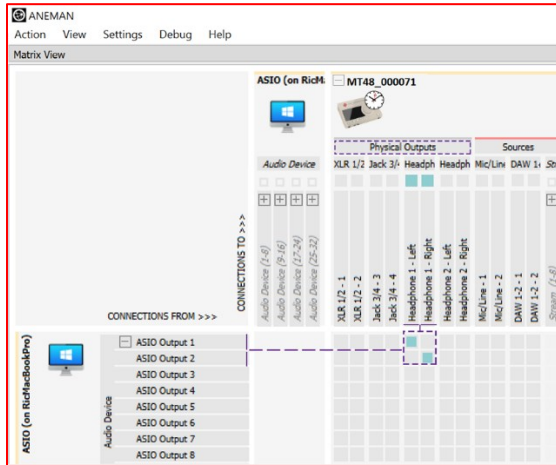 ANEMAN
Action View Settings Debug Help
Matrix View
ASIO (on RicM
MT48_000071
Physical Outputs
Sources
Audio Device
XLR 1/2
Jack 3/4
Headph
Headph
Mic/Line
DAW 1-
Str
CONNECTIONS TO >>>
Audio Device (1-8)
Audio Device (9-16)
Audio Device (17-24)
Audio Device (25-32)
XLR 1/2 - 1
XLR 1/2 - 2
Jack 3/4 - 3
Jack 3/4 - 4
Headphone 1 - Left
Headphone 1 - Right
Headphone 2 - Left
Headphone 2 - Right
Mic/Line - 1
Mic/Line - 2
DAW 1-2 - 1
DAW 1-2 - 2
Stream (1-8)
CONNECTIONS FROM >>>
ASIO (on RicMacBookPro)
Audio Device
ASIO Output 1
ASIO Output 2
ASIO Output 3
ASIO Output 4
ASIO Output 5
ASIO Output 6
ASIO Output 7
ASIO Output 8